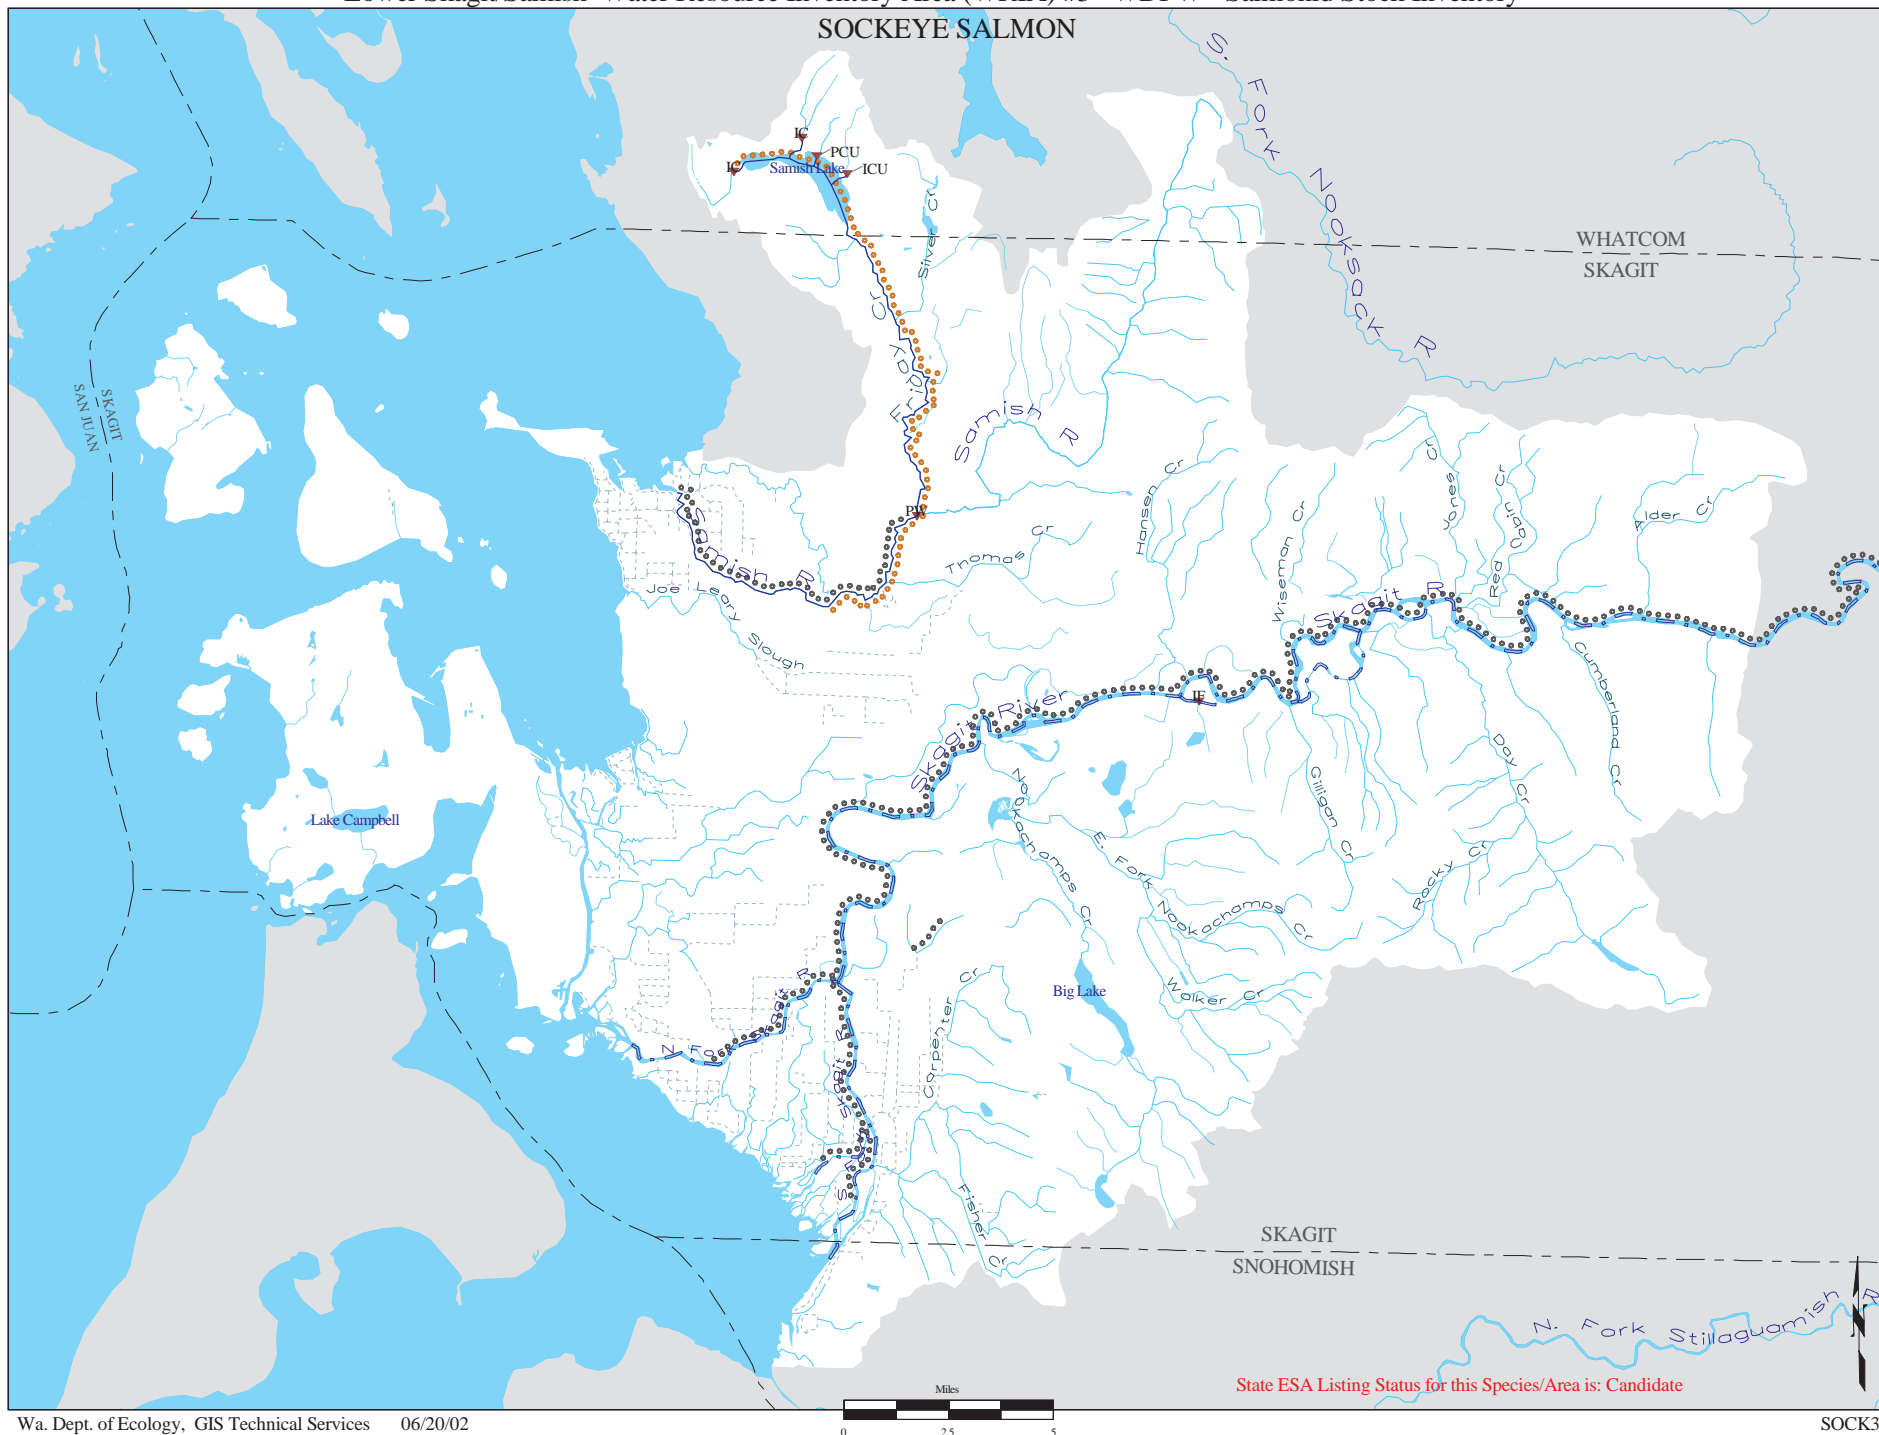 SOCKEYE SALMON
S. Fork Nooksack R
IC
PCU
IC
Samish Lake
ICU
Silver Cr
WHATCOM
SKAGIT
Friday Cr
SKAGIT
SAN JUAN
Samish R
Hansen Cr
Jones Cr
Red Cabin Cr
Alder Cr
PW
Samish R
Thomas Cr
Wiseman Cr
Joe Leary Slough
Skagit R
Cumberland Cr
IF
Skagit River
Day Cr
Gilligan Cr
Lake Campbell
Nookachamps Cr
E. Fork Nookachamps Cr
Rocky Cr
Big Lake
Walker Cr
Carpenter Cr
N Fork Skagit R
S Fork Skagit R
Fisher Cr
SKAGIT
SNOHOMISH
N. Fork Stillaguamish R
N
State ESA Listing Status for this Species/Area is: Candidate
Miles
0 2.5 5
Wa. Dept. of Ecology, GIS Technical Services 06/20/02
SOCK3